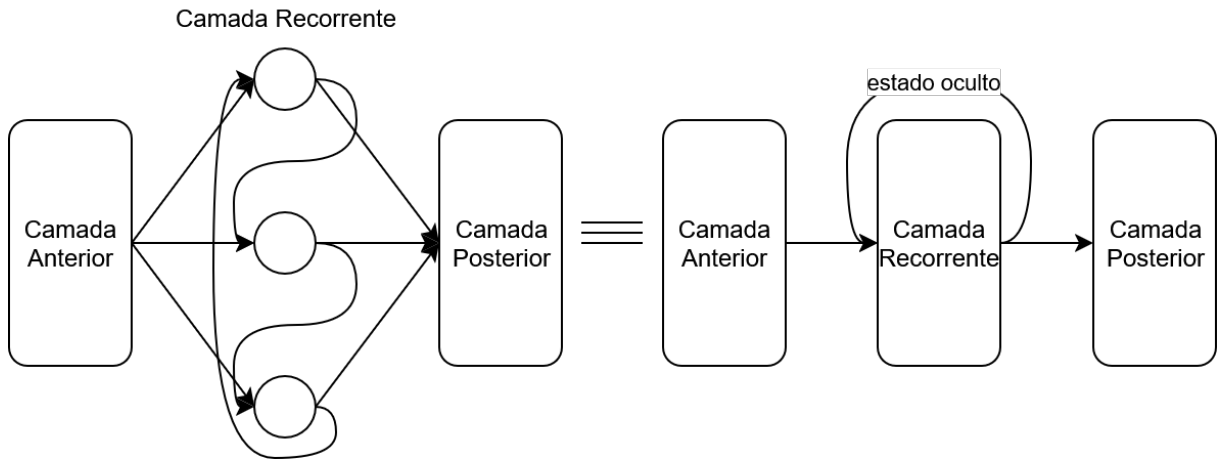 Camada Recorrente
Camada
Anterior
Camada
Posterior
Camada
Anterior
estado oculto
Camada
Recorrente
Camada
Posterior